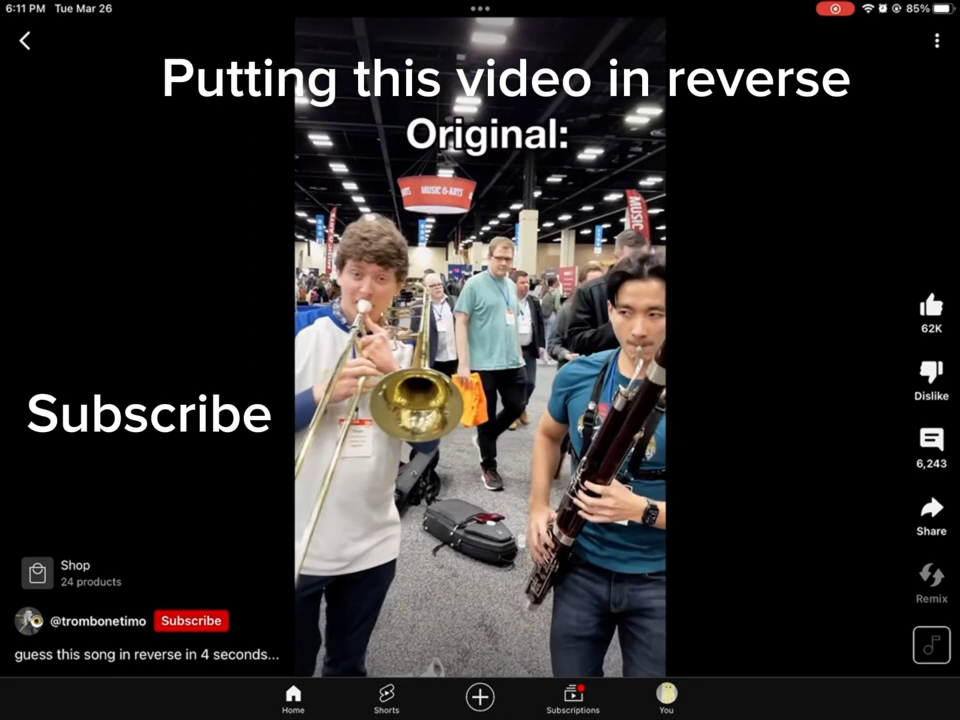 6:11 PM Tue Mar 26
85%
Putting this video in reverse
Original:
MUSIC & ARTS
MUSIC
Subscribe
62K
Dislike
6,243
Share
Remix
Shop
24 products
@trombonetimo Subscribe
guess this song in reverse in 4 seconds...
Home
Shorts
Subscriptions
You